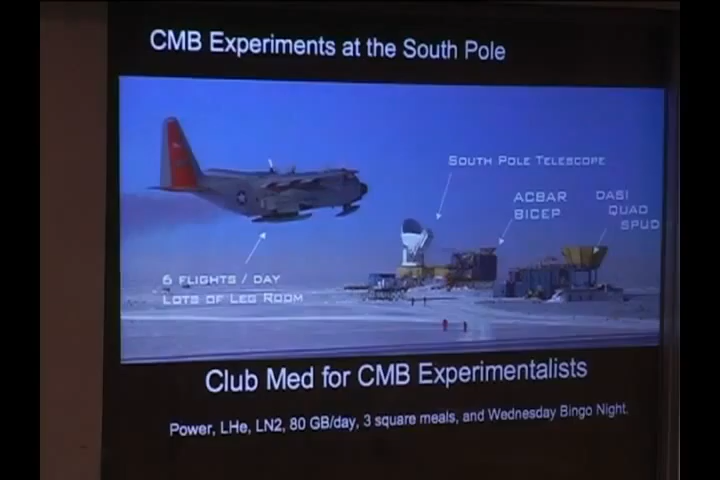 CMB Experiments at the South Pole
SOUTH POLE TELESCOPE
ACBAR
BICEP
DASI
QUAD
SPUD
6 FLIGHTS / DAY
LOTS OF LEG ROOM
Club Med for CMB Experimentalists
Power, LHe, LN2, 80 GB/day, 3 square meals, and Wednesday Bingo Night.